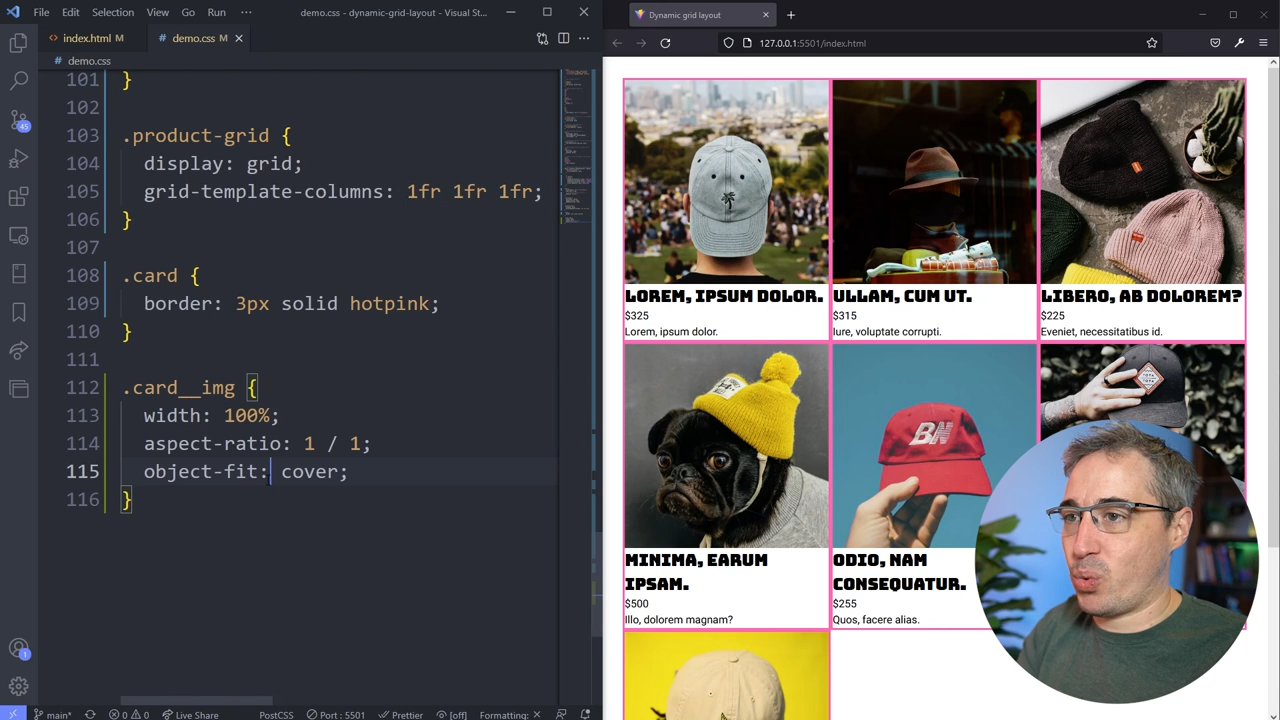 File Edit Selection View Go Run ··· demo.css - dynamic-grid-layout - Visual St...
index.html M demo.css M
demo.css
101 }
102
103 .product-grid {
104 display: grid;
105 grid-template-columns: 1fr 1fr 1fr;
106 }
107
108 .card {
109 border: 3px solid hotpink;
110 }
111
112 .card__img {
113 width: 100%;
114 aspect-ratio: 1 / 1;
115 object-fit: cover;
116 }
45
1
main* 0 0 Live Share PostCSS Port : 5501 Prettier [off] Formatting: ✕
Dynamic grid layout
127.0.0.1:5501/index.html
LOREM, IPSUM DOLOR. ULLAM, CUM UT. LIBERO, AB DOLOREM?
$325 $315 $225
Lorem, ipsum dolor. Iure, voluptate corrupti. Eveniet, necessitatibus id.
BN
MINIMA, EARUM ODIO, NAM
IPSAM. CONSEQUATUR.
$500 $255
Illo, dolorem magnam? Quos, facere alias.